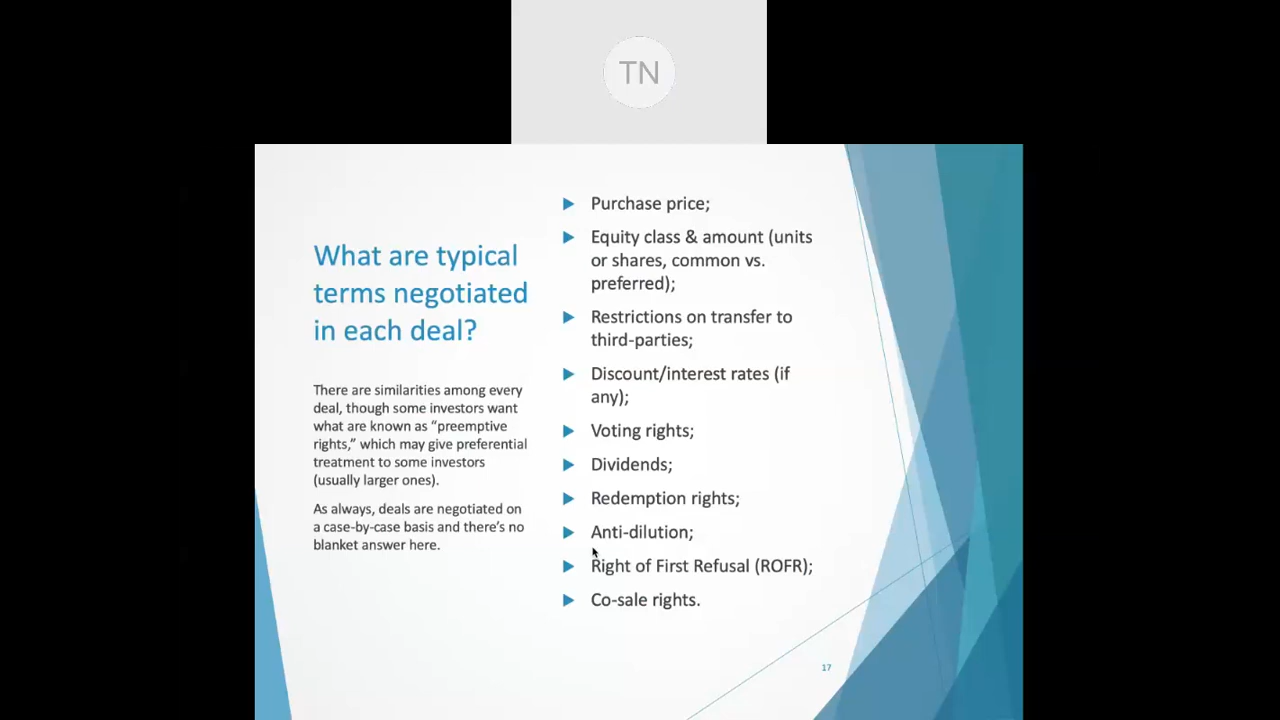 TN
What are typical
terms negotiated
in each deal?
There are similarities among every
deal, though some investors want
what are known as “preemptive
rights,” which may give preferential
treatment to some investors
(usually larger ones).
As always, deals are negotiated on
a case-by-case basis and there’s no
blanket answer here.
Purchase price;
Equity class & amount (units
or shares, common vs.
preferred);
Restrictions on transfer to
third-parties;
Discount/interest rates (if
any);
Voting rights;
Dividends;
Redemption rights;
Anti-dilution;
Right of First Refusal (ROFR);
Co-sale rights.
17